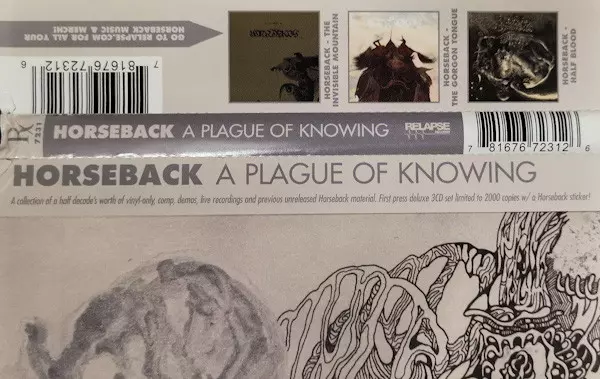 GO TO RELAPSE.COM FOR ALL YOUR
HORSEBACK MUSIC & MERCH!
7 81676 72312 6
HORSEBACK - THE
INVISIBLE MOUNTAIN
HORSEBACK -
THE GORGON TONGUE
HORSEBACK -
HALF BLOOD
7231
HORSEBACK A PLAGUE OF KNOWING
RELAPSE
7 81676 72312 6
HORSEBACK A PLAGUE OF KNOWING
A collection of a half decade's worth of vinyl-only, comp, demos, live recordings and previous unreleased Horseback material. First press deluxe 3CD set limited to 2000 copies w/ a Horseback sticker!